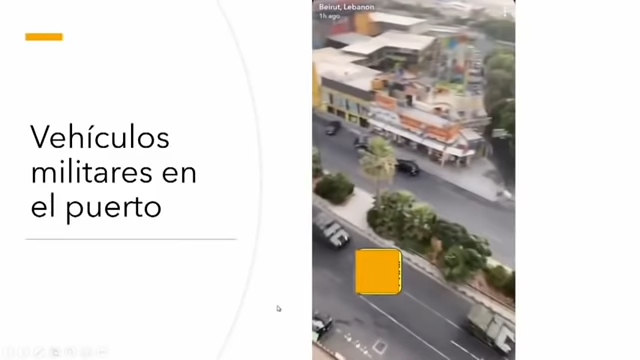 Vehículos
militares en
el puerto
Beirut, Lebanon
1h ago